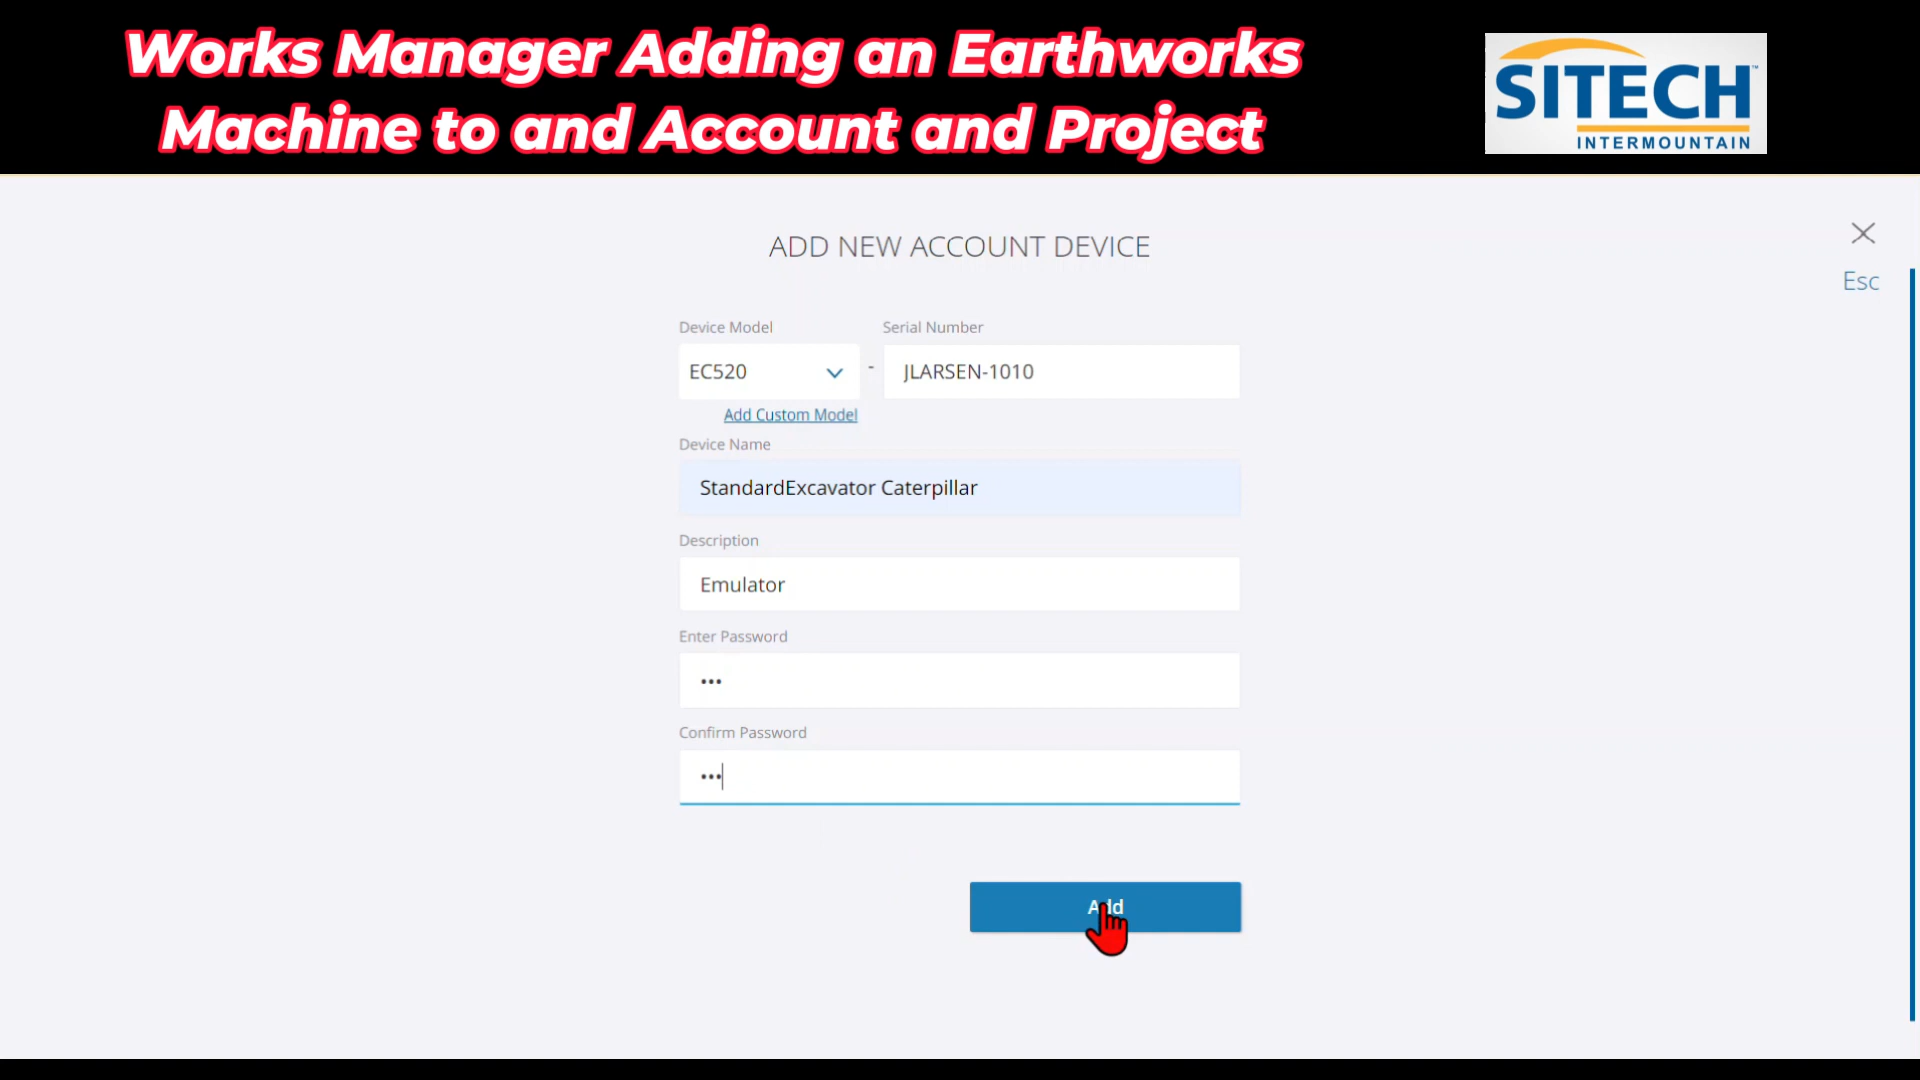 Works Manager Adding an Earthworks
Machine to and Account and Project
SITECH™
INTERMOUNTAIN
ADD NEW ACCOUNT DEVICE
Esc
Device Model
Serial Number
EC520
-
JLARSEN-1010
Add Custom Model
Device Name
StandardExcavator Caterpillar
Description
Emulator
Enter Password
•••
Confirm Password
•••
Add